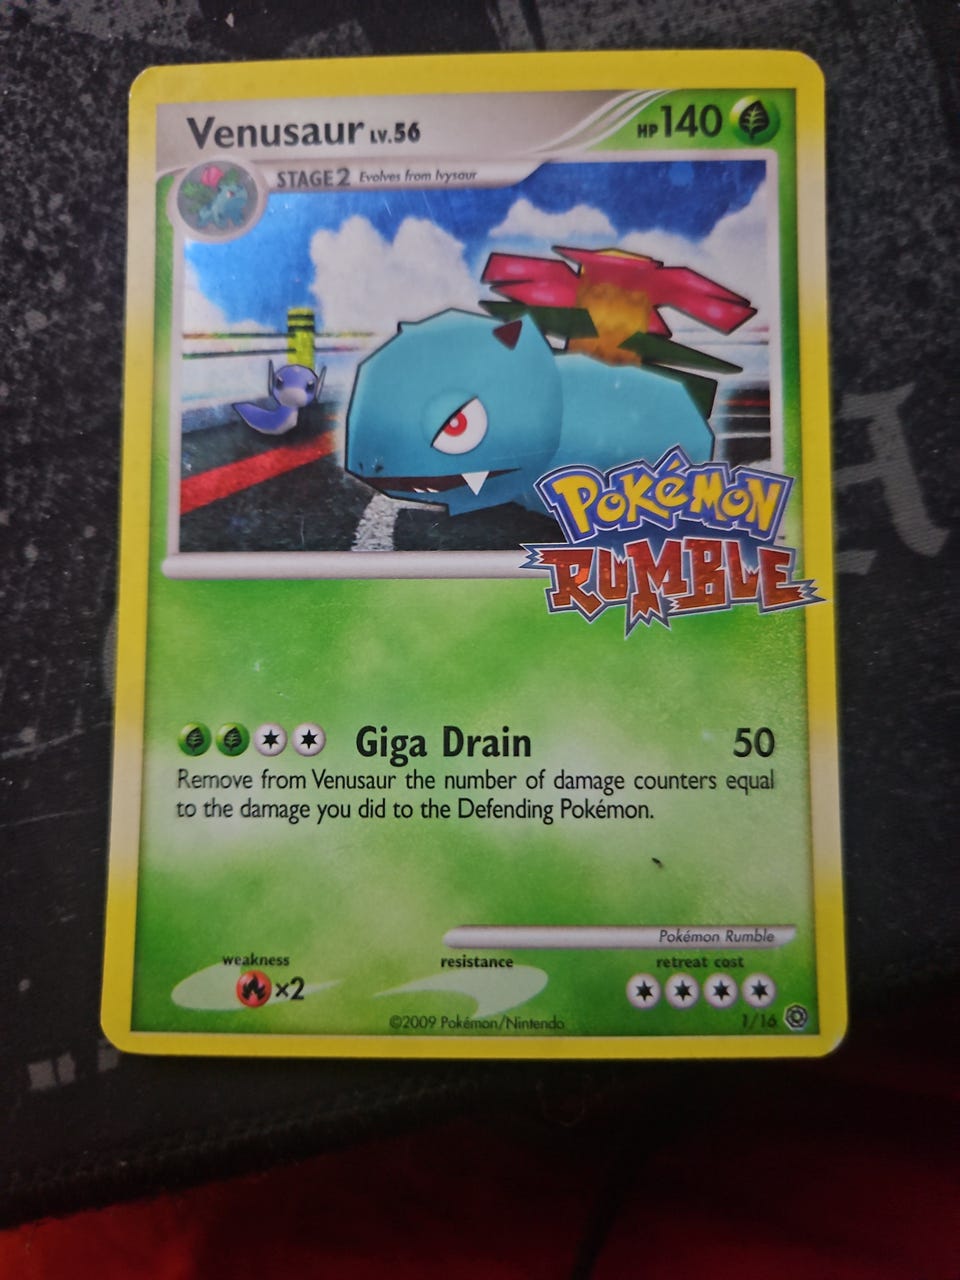 Venusaur LV.56 HP 140
STAGE 2 Evolves from Ivysaur
POKéMON
RUMBLE
Giga Drain 50
Remove from Venusaur the number of damage counters equal
to the damage you did to the Defending Pokémon.
Pokémon Rumble
weakness resistance retreat cost
×2
©2009 Pokémon/Nintendo 1/16